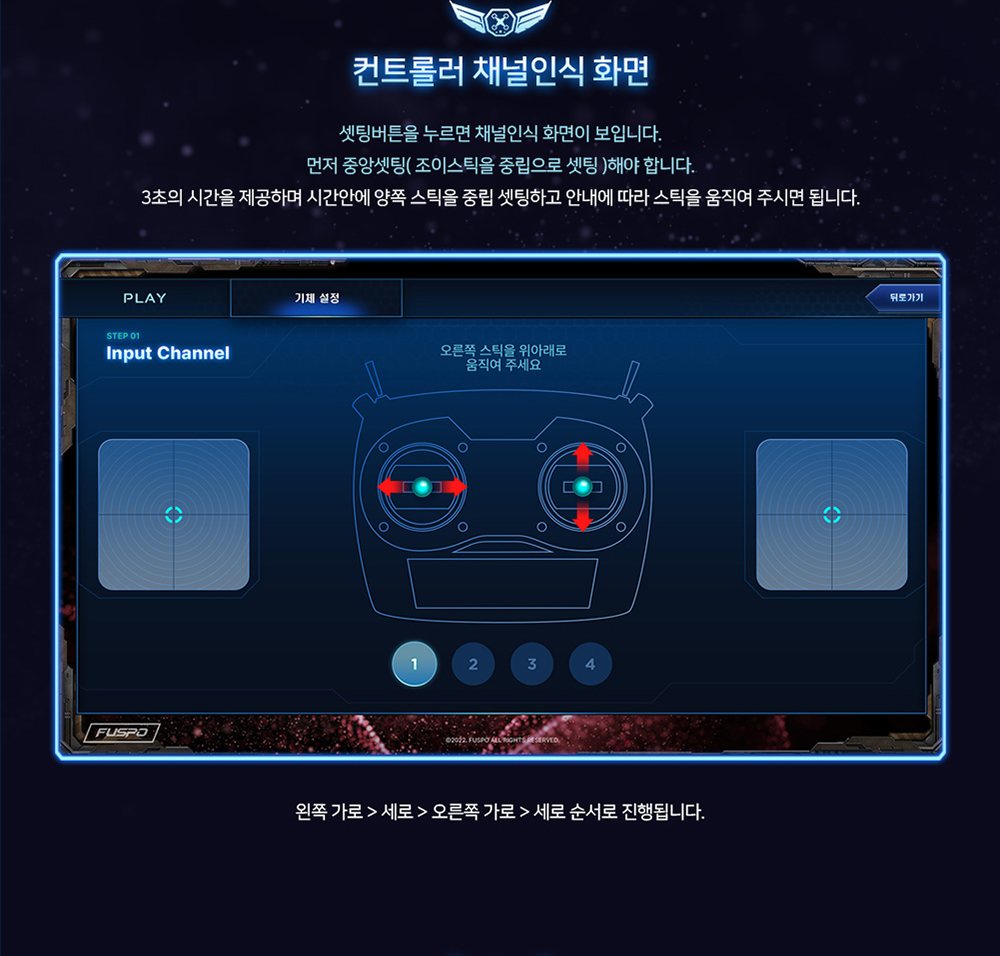 컨트롤러 채널인식 화면
셋팅버튼을 누르면 채널인식 화면이 보입니다.
먼저 중앙셋팅( 조이스틱을 중립으로 셋팅 )해야 합니다.
3초의 시간을 제공하며 시간안에 양쪽 스틱을 중립 셋팅하고 안내에 따라 스틱을 움직여 주시면 됩니다.
PLAY
기체 설정
뒤로가기
STEP 01
Input Channel
오른쪽 스틱을 위아래로
움직여 주세요
1 2 3 4
FUSPO
©2022. FUSPO ALL RIGHTS RESERVED.
왼쪽 가로 > 세로 > 오른쪽 가로 > 세로 순서로 진행됩니다.